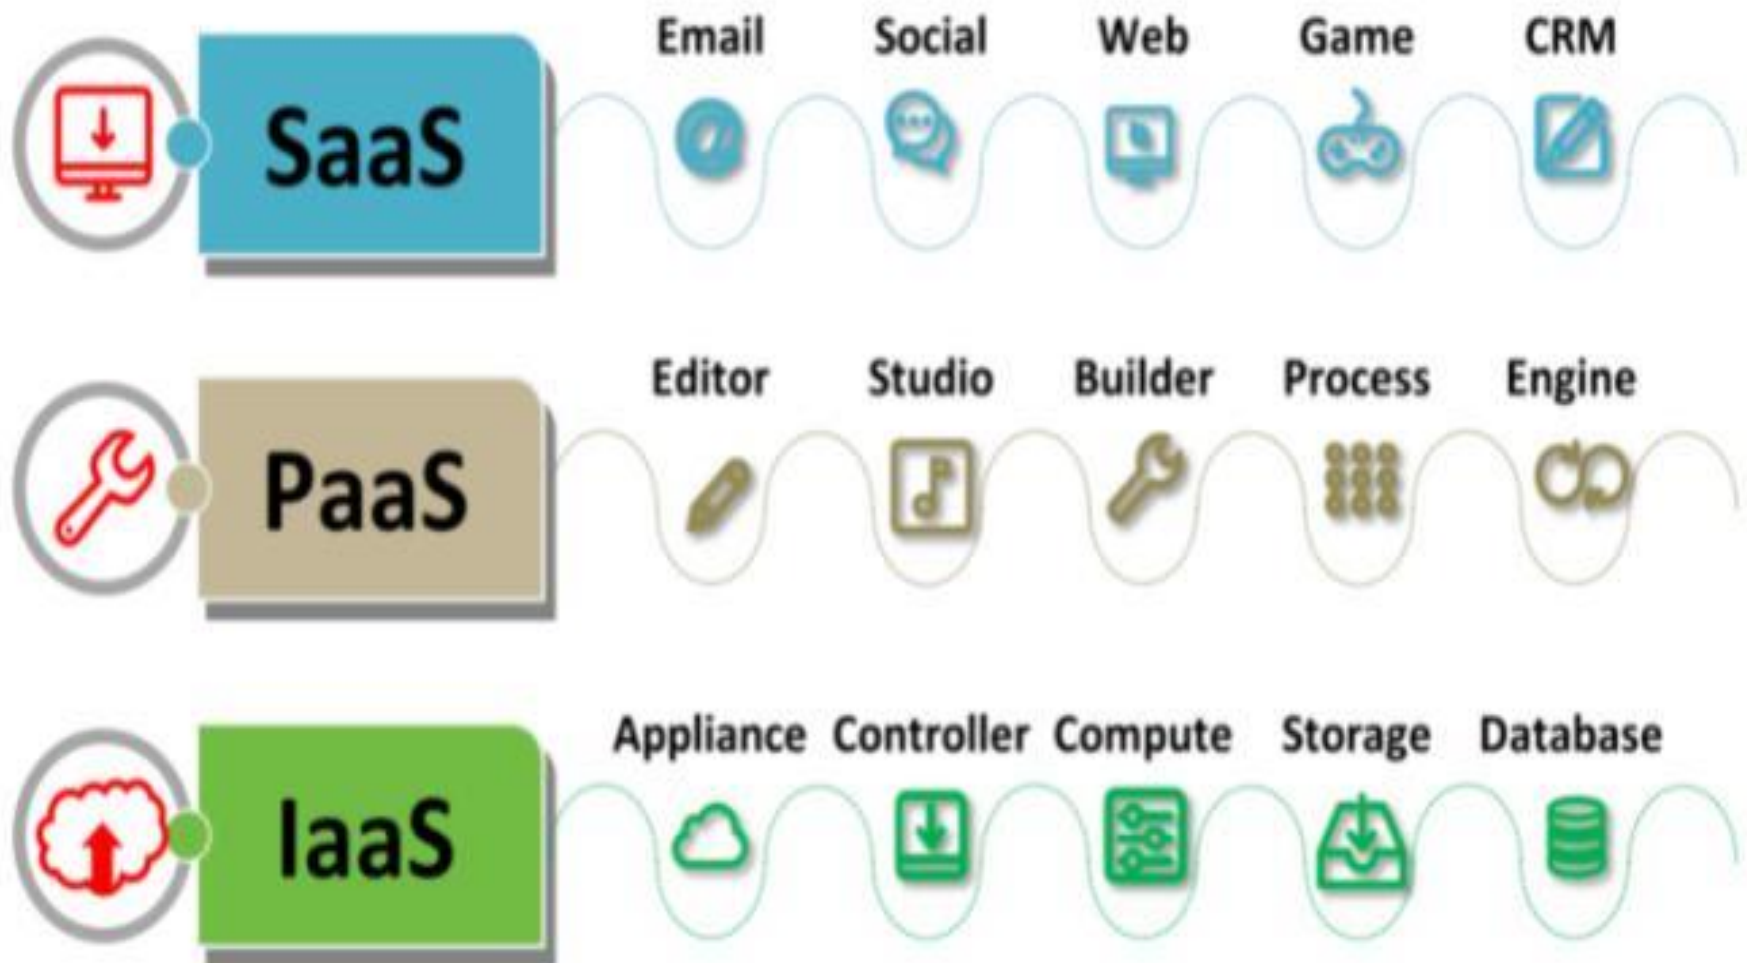 Email Social Web Game CRM
SaaS
Editor Studio Builder Process Engine
PaaS
Appliance Controller Compute Storage Database
IaaS